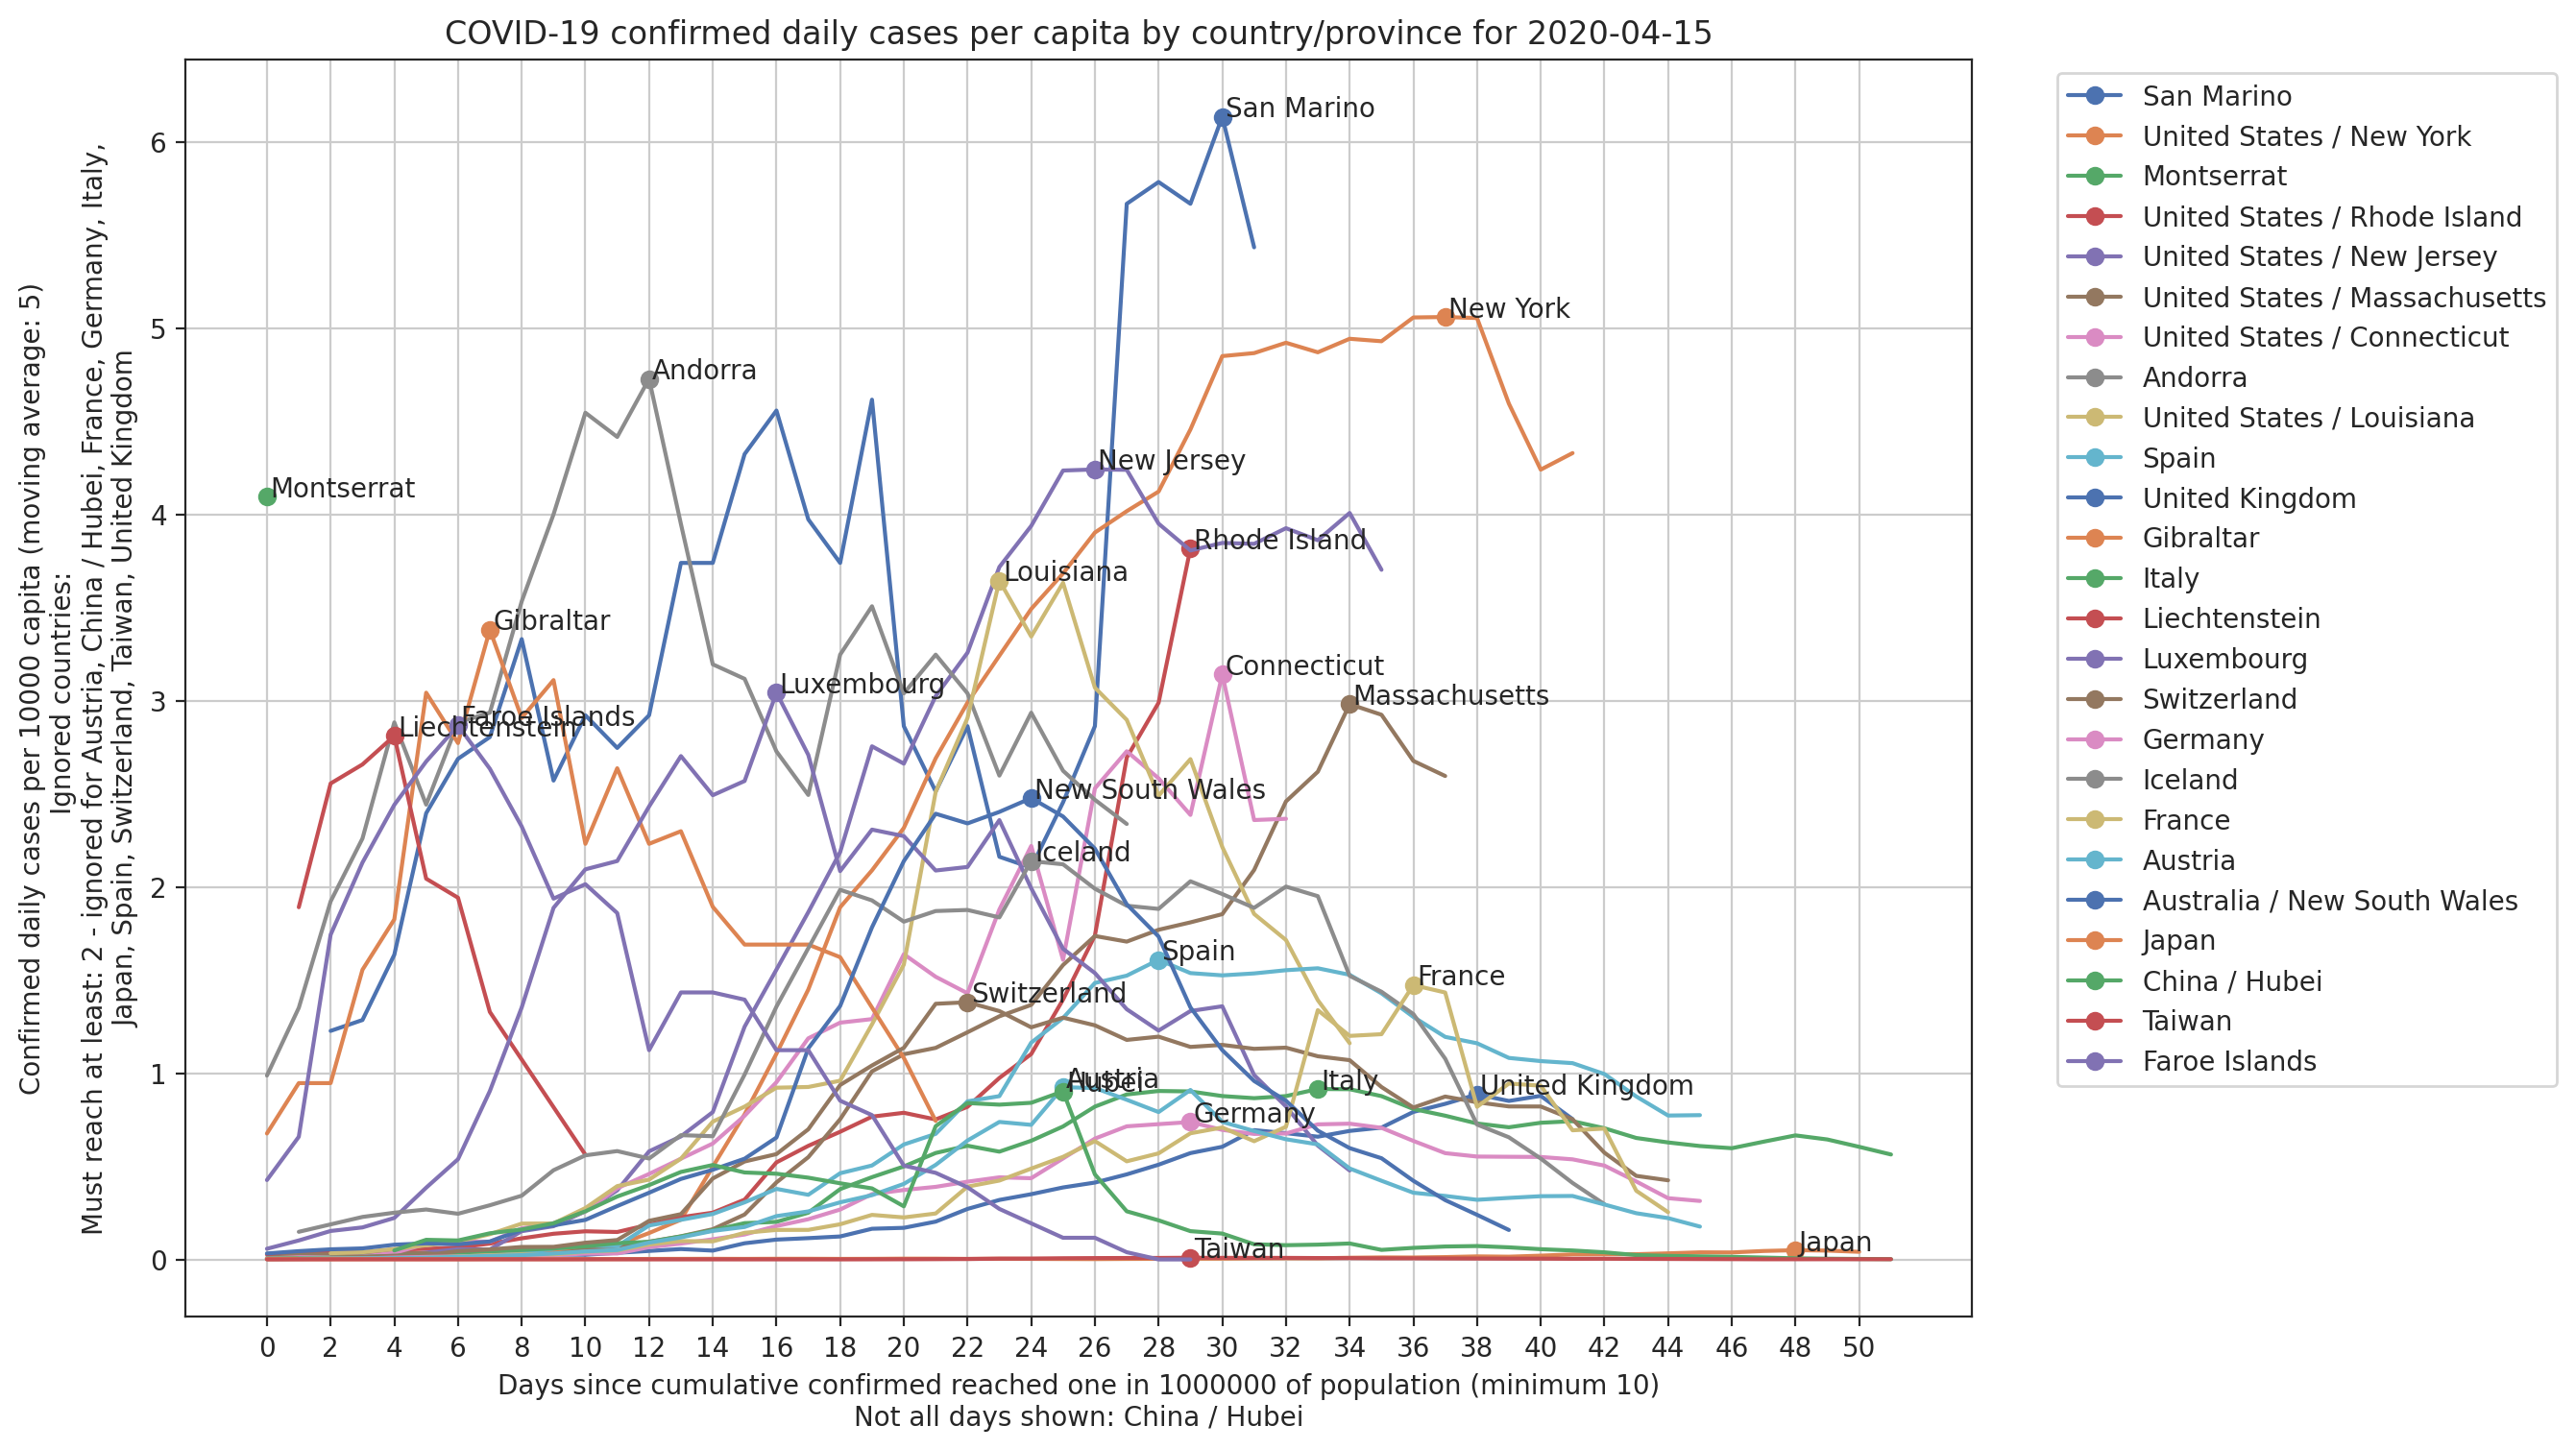 COVID-19 confirmed daily cases per capita by country/province for 2020-04-15
Confirmed daily cases per 10000 capita (moving average: 5)
Ignored countries:
Must reach at least: 2 - ignored for Austria, China / Hubei, France, Germany, Italy,
Japan, Spain, Switzerland, Taiwan, United Kingdom
6
5
4
3
2
1
0
San Marino
New York
Andorra
New Jersey
Montserrat
Rhode Island
Louisiana
Gibraltar
Connecticut
Luxembourg
Massachusetts
Faroe Islands
Liechtenstein
New South Wales
Iceland
Spain
France
Switzerland
Austria
Hubei
Italy
United Kingdom
Germany
Taiwan
Japan
0 2 4 6 8 10 12 14 16 18 20 22 24 26 28 30 32 34 36 38 40 42 44 46 48 50
Days since cumulative confirmed reached one in 1000000 of population (minimum 10)
Not all days shown: China / Hubei
San Marino
United States / New York
Montserrat
United States / Rhode Island
United States / New Jersey
United States / Massachusetts
United States / Connecticut
Andorra
United States / Louisiana
Spain
United Kingdom
Gibraltar
Italy
Liechtenstein
Luxembourg
Switzerland
Germany
Iceland
France
Austria
Australia / New South Wales
Japan
China / Hubei
Taiwan
Faroe Islands